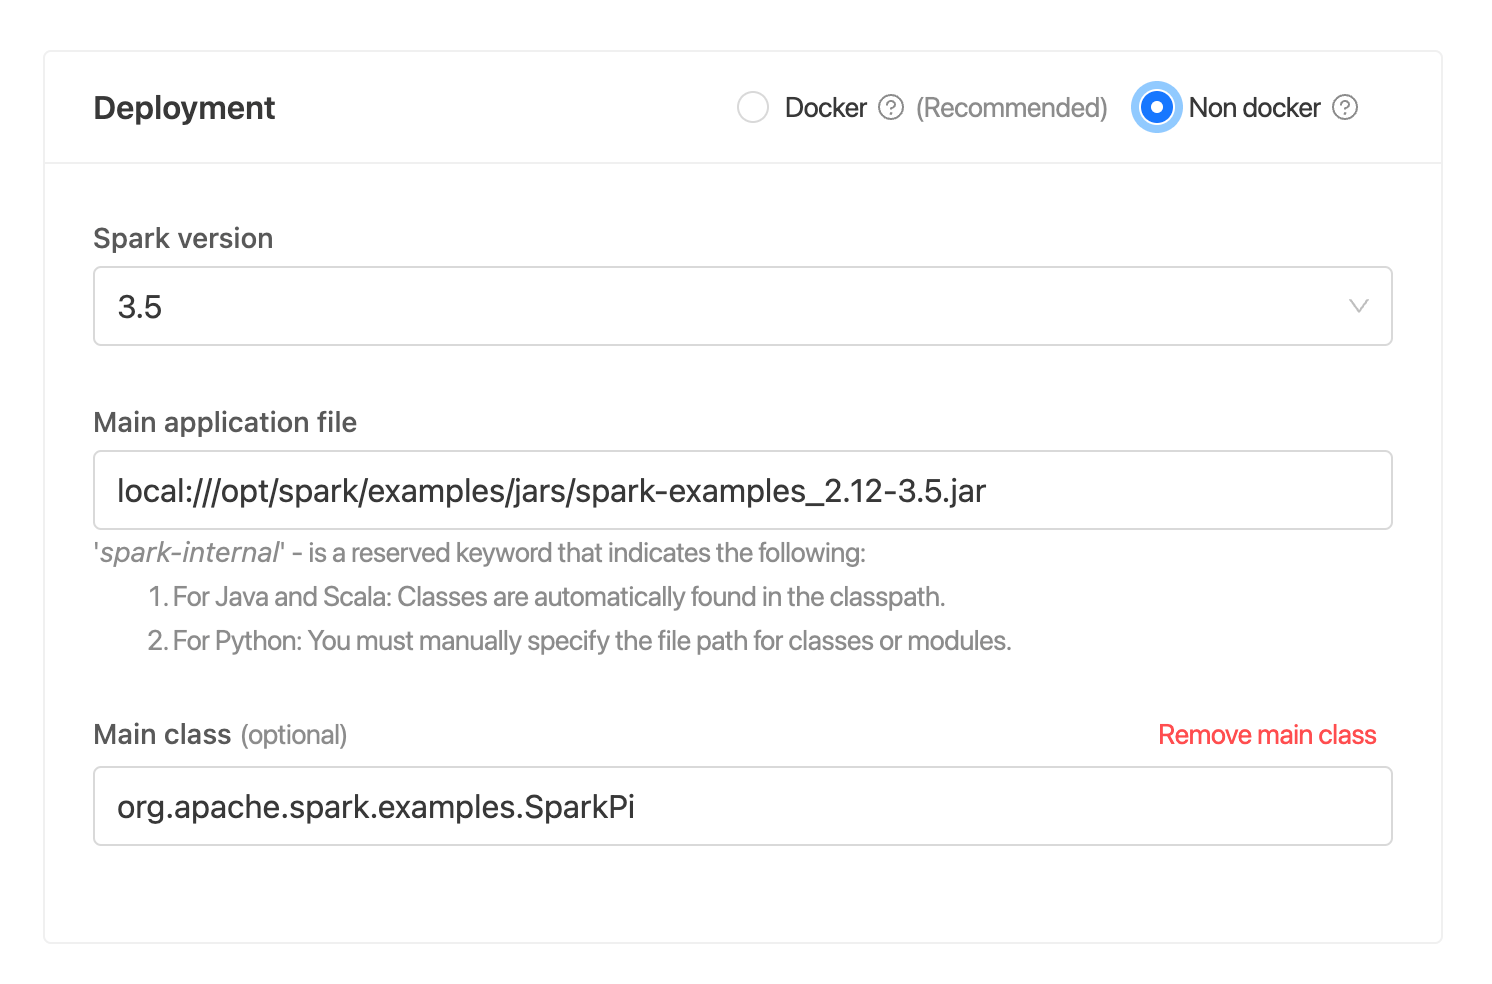 Deployment Docker ? (Recommended) Non docker ?
Spark version
3.5
Main application file
local:///opt/spark/examples/jars/spark-examples_2.12-3.5.jar
'spark-internal' - is a reserved keyword that indicates the following:
1. For Java and Scala: Classes are automatically found in the classpath.
2. For Python: You must manually specify the file path for classes or modules.
Main class (optional) Remove main class
org.apache.spark.examples.SparkPi